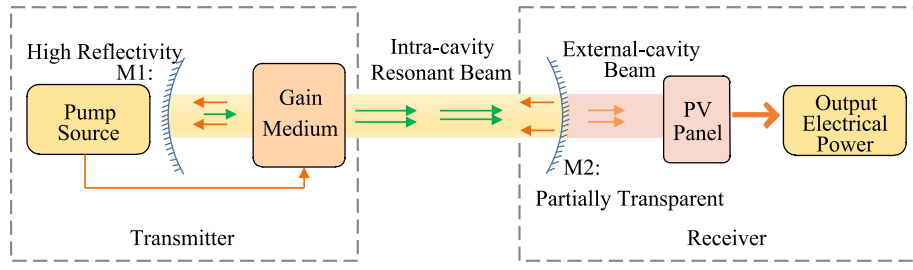 High Reflectivity
M1:
Pump
Source
Gain
Medium
Transmitter
Intra-cavity
Resonant Beam
External-cavity
Beam
M2:
Partially Transparent
PV
Panel
Output
Electrical
Power
Receiver